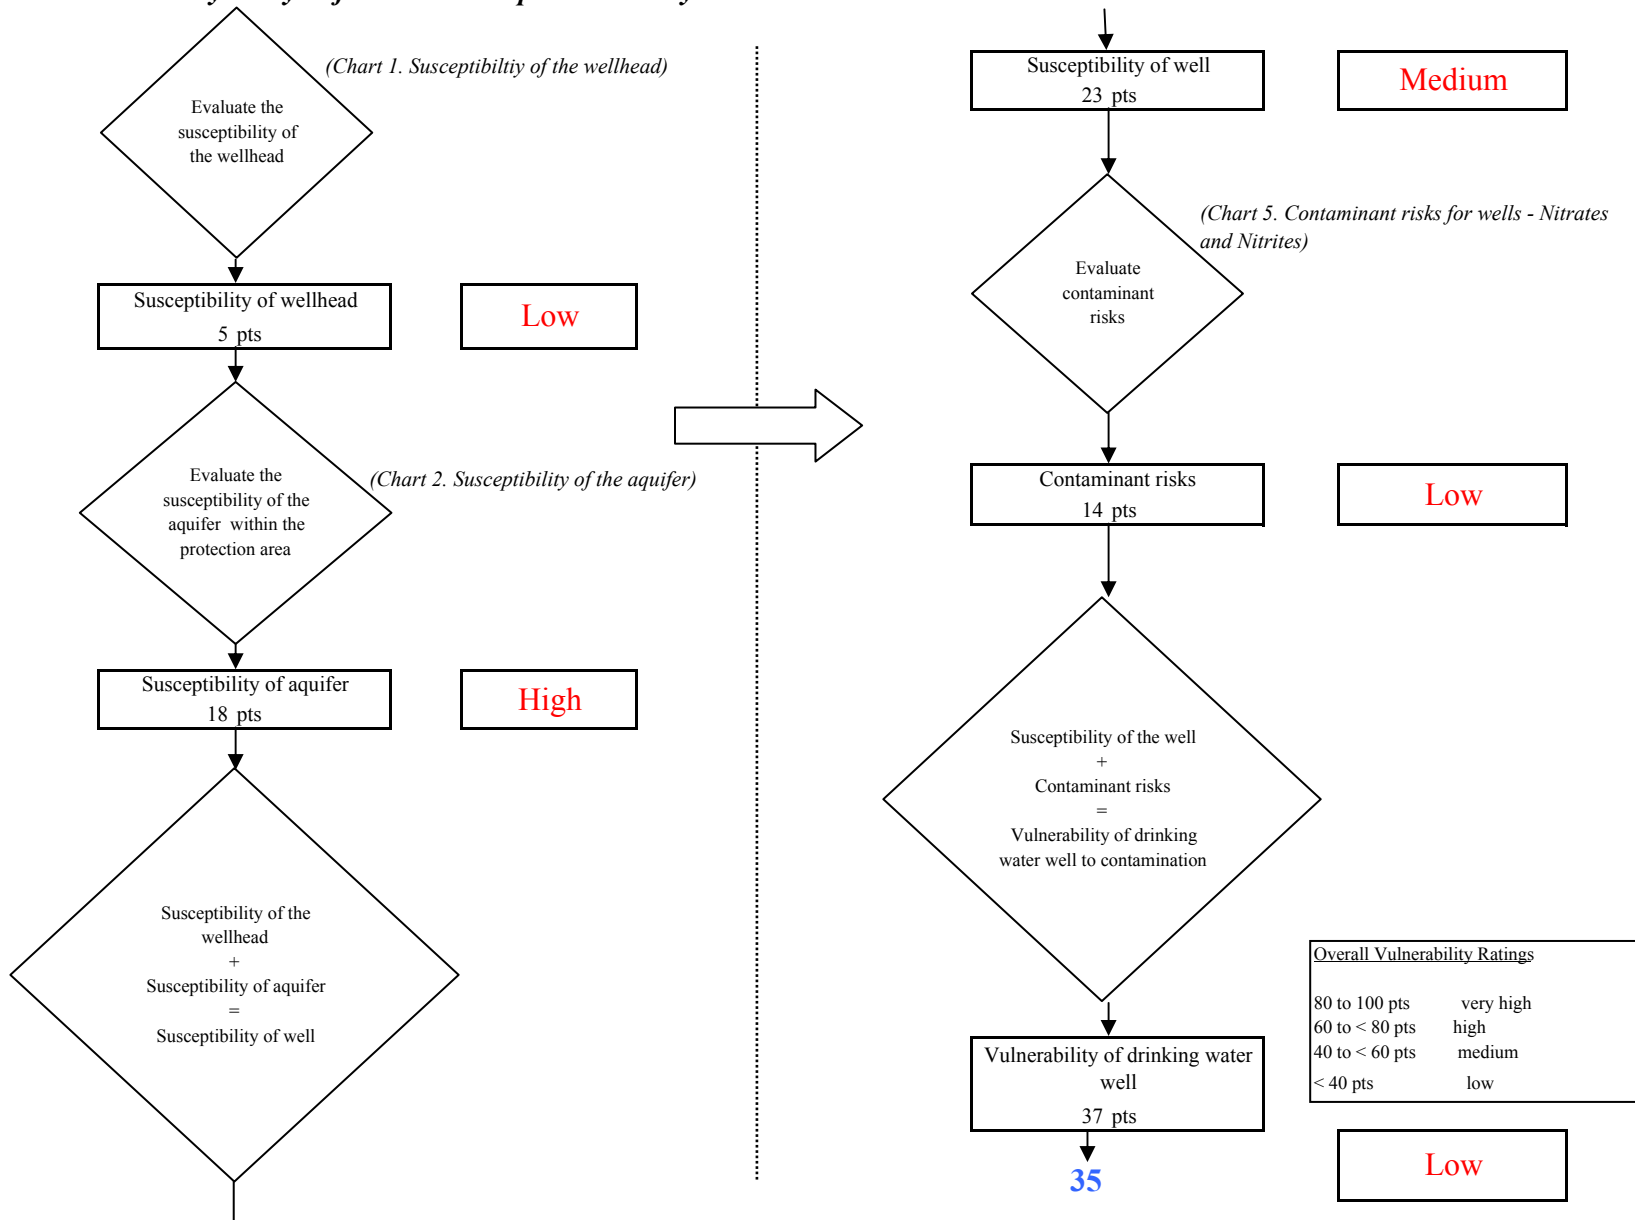 (Chart 1. Susceptibiltiy of the wellhead)
Evaluate the
susceptibility of
the wellhead
Susceptibility of wellhead
5 pts
Low
Evaluate the
susceptibility of the
aquifer within the
protection area
(Chart 2. Susceptibility of the aquifer)
Susceptibility of aquifer
18 pts
High
Susceptibility of the
wellhead
+
Susceptibility of aquifer
=
Susceptibility of well
Susceptibility of well
23 pts
Medium
(Chart 5. Contaminant risks for wells - Nitrates
and Nitrites)
Evaluate
contaminant
risks
Contaminant risks
14 pts
Low
Susceptibility of the well
+
Contaminant risks
=
Vulnerability of drinking
water well to contamination
Vulnerability of drinking water
well
37 pts
35
Overall Vulnerability Ratings
80 to 100 pts very high
60 to < 80 pts high
40 to < 60 pts medium
< 40 pts low
Low